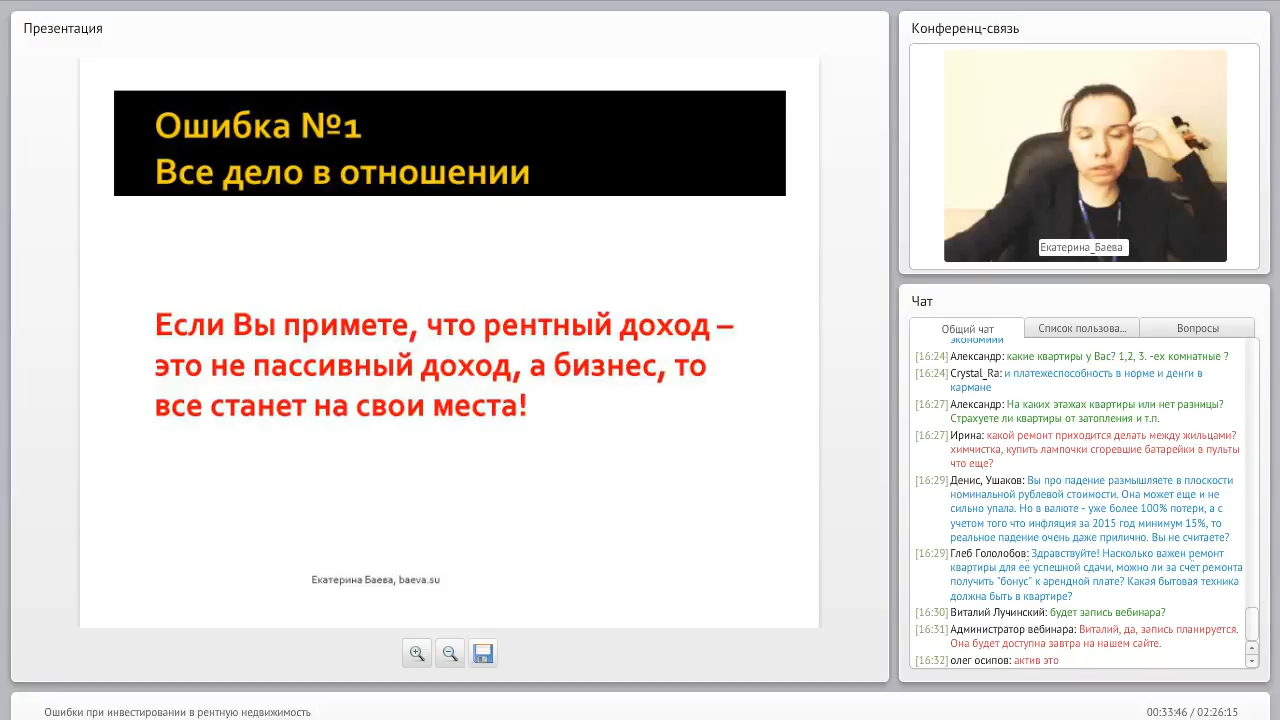 Презентация
Ошибка №1
Все дело в отношении
Если Вы примете, что рентный доход –
это не пассивный доход, а бизнес, то
все станет на свои места!
Екатерина Баева, baeva.su
Конференц-связь
Екатерина_Баева
Чат
Общий чат
Список пользова...
Вопросы
экономии
[16:24] Александр: какие квартиры у Вас? 1,2, 3. -ех комнатные ?
[16:24] Crystal_Ra: и платежеспособность в норме и денги в
кармане
[16:27] Александр: На каких этажах квартиры или нет разницы?
Страхуете ли квартиры от затопления и т.п.
[16:27] Ирина: какой ремонт приходится делать между жильцами?
химчистка, купить лампочки сгоревшие батарейки в пульты
что еще?
[16:29] Денис, Ушаков: Вы про падение размышляете в плоскости
номинальной рублевой стоимости. Она может еще и не
сильно упала. Но в валюте - уже более 100% потери, а с
учетом того что инфляция за 2015 год минимум 15%, то
реальное падение очень даже прилично. Вы не считаете?
[16:29] Глеб Гололобов: Здравствуйте! Насколько важен ремонт
квартиры для её успешной сдачи, можно ли за счёт ремонта
получить "бонус" к арендной плате? Какая бытовая техника
должна быть в квартире?
[16:30] Виталий Лучинский: будет запись вебинара?
[16:31] Администратор вебинара: Виталий, да, запись планируется.
Она будет доступна завтра на нашем сайте.
[16:32] олег осипов: актив это
Ошибки при инвестировании в рентную недвижимость
00:33:46 / 02:26:15